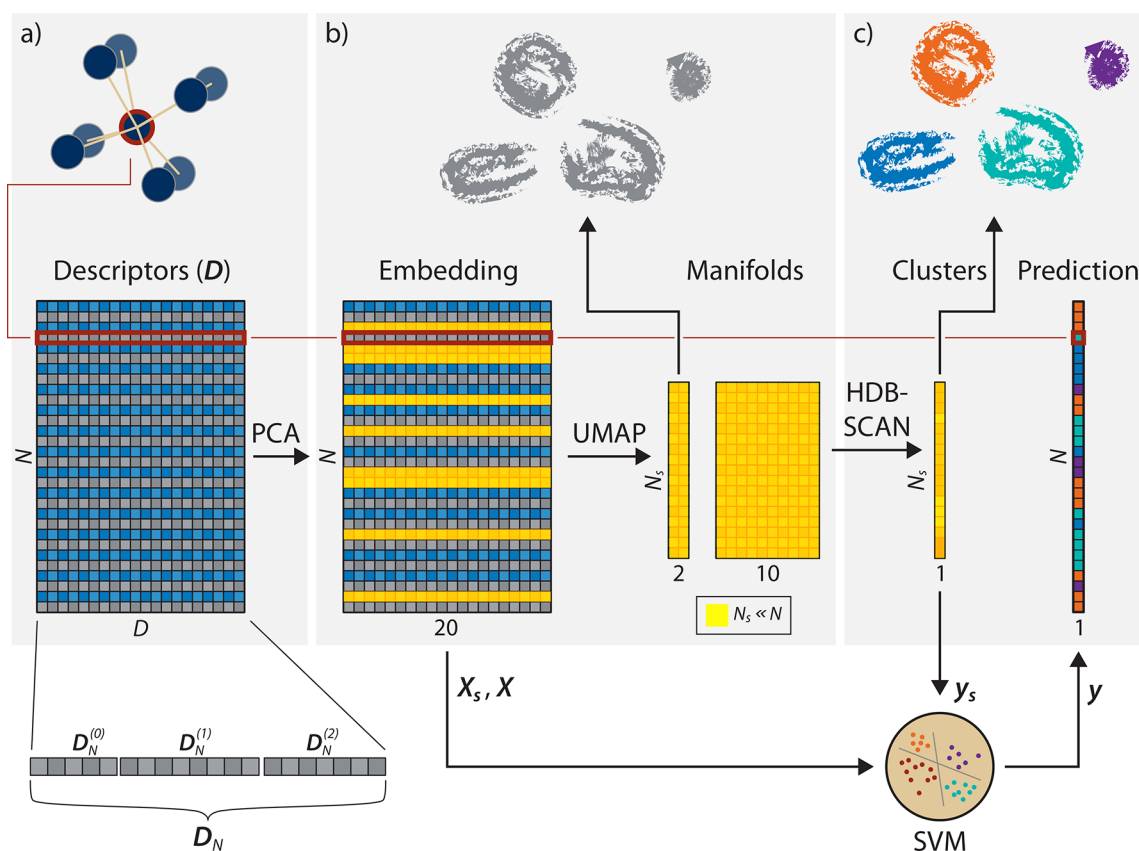 a)
b)
c)
Descriptors (D)
Embedding
Manifolds
Clusters
Prediction
N
PCA
N
UMAP
Ns
HDB-
SCAN
Ns
N
D
20
2
10
1
1
Ns ≪ N
Xs , X
ys
y
DN(0)
DN(1)
DN(2)
DN
SVM